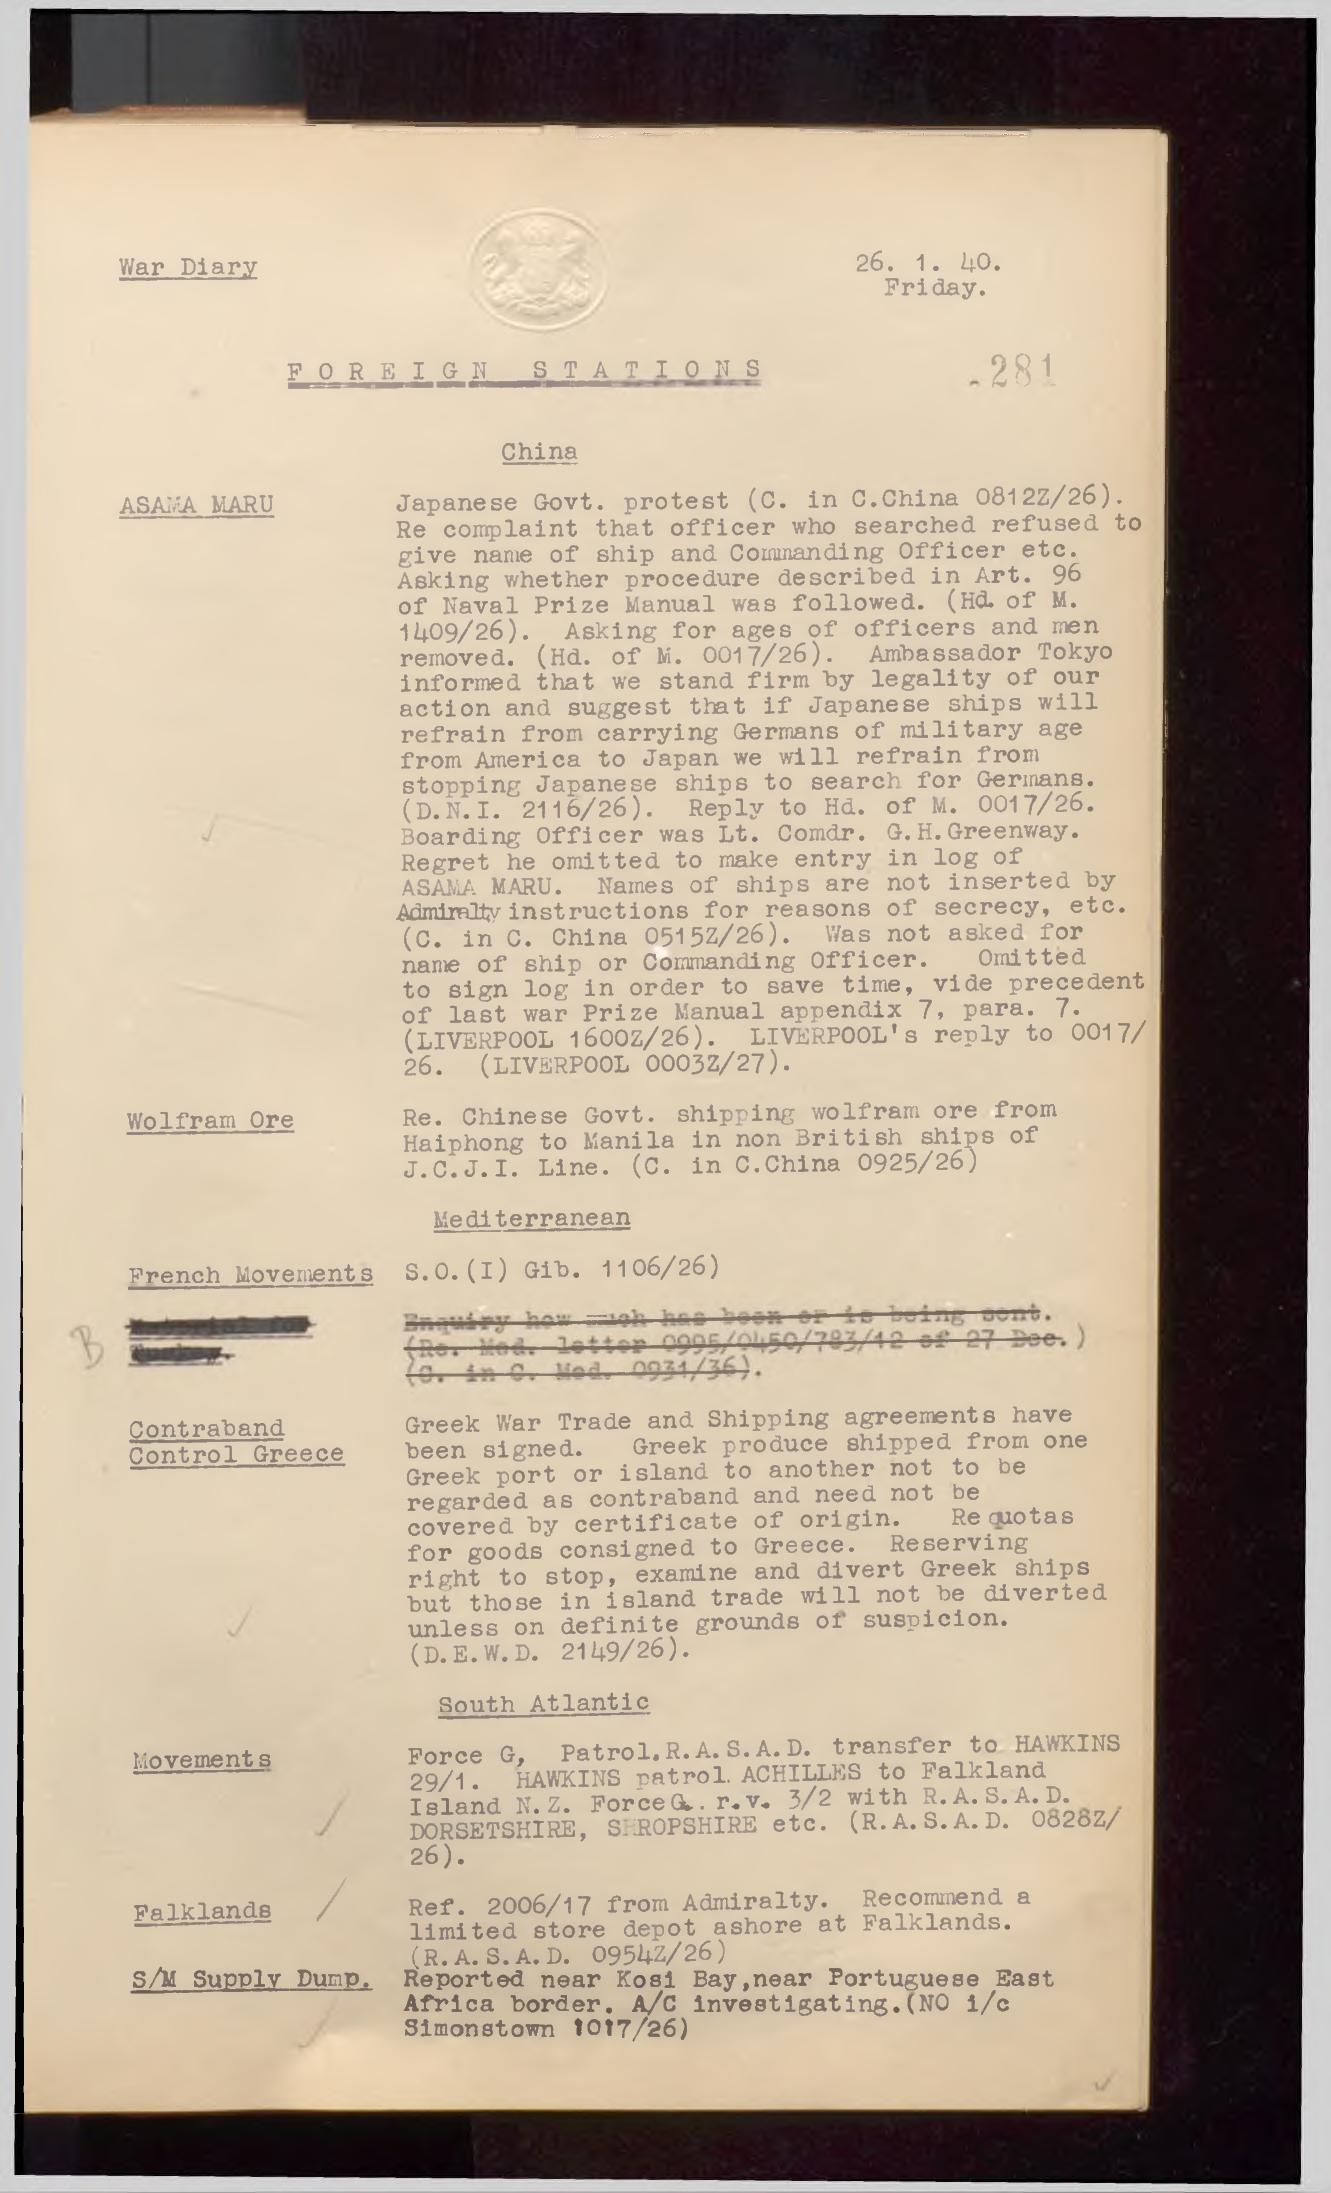 War Diary
26. 1. 40.
Friday.
FOREIGN STATIONS
281
China
ASAMA MARU
Japanese Govt. protest (C. in C.China 0812Z/26).
Re complaint that officer who searched refused to
give name of ship and Commanding Officer etc.
Asking whether procedure described in Art. 96
of Naval Prize Manual was followed. (Hd. of M.
1409/26). Asking for ages of officers and men
removed. (Hd. of M. 0017/26). Ambassador Tokyo
informed that we stand firm by legality of our
action and suggest that if Japanese ships will
refrain from carrying Germans of military age
from America to Japan we will refrain from
stopping Japanese ships to search for Germans.
(D.N.I. 2116/26). Reply to Hd. of M. 0017/26.
Boarding Officer was Lt. Comdr. G.H.Greenway.
Regret he omitted to make entry in log of
ASAMA MARU. Names of ships are not inserted by
Admiralty instructions for reasons of secrecy, etc.
(C. in C. China 0515Z/26). Was not asked for
name of ship or Commanding Officer. Omitted
to sign log in order to save time, vide precedent
of last war Prize Manual appendix 7, para. 7.
(LIVERPOOL 1600Z/26). LIVERPOOL's reply to 0017/
26. (LIVERPOOL 0003Z/27).
Wolfram Ore
Re. Chinese Govt. shipping wolfram ore from
Haiphong to Manila in non British ships of
J.C.J.I. Line. (C. in C.China 0925/26)
Mediterranean
French Movements
S.O.(I) Gib. 1106/26)
B
Material for
Turkey.
Enquiry how much has been or is being sent.
(Re. Med. letter 0995/0450/783/12 of 27 Dec.)
(C. in C. Med. 0931/36).
Contraband
Control Greece
Greek War Trade and Shipping agreements have
been signed. Greek produce shipped from one
Greek port or island to another not to be
regarded as contraband and need not be
covered by certificate of origin. Re quotas
for goods consigned to Greece. Reserving
right to stop, examine and divert Greek ships
but those in island trade will not be diverted
unless on definite grounds of suspicion.
(D.E.W.D. 2149/26).
South Atlantic
Movements
Force G, Patrol.R.A.S.A.D. transfer to HAWKINS
29/1. HAWKINS patrol. ACHILLES to Falkland
Island N.Z. Force G.. r.v. 3/2 with R.A.S.A.D.
DORSETSHIRE, SHROPSHIRE etc. (R.A.S.A.D. 0828Z/
26).
Falklands
Ref. 2006/17 from Admiralty. Recommend a
limited store depot ashore at Falklands.
(R.A.S.A.D. 0954Z/26)
S/M Supply Dump.
Reported near Kosi Bay,near Portuguese East
Africa border. A/C investigating.(NO i/c
Simonstown 1017/26)